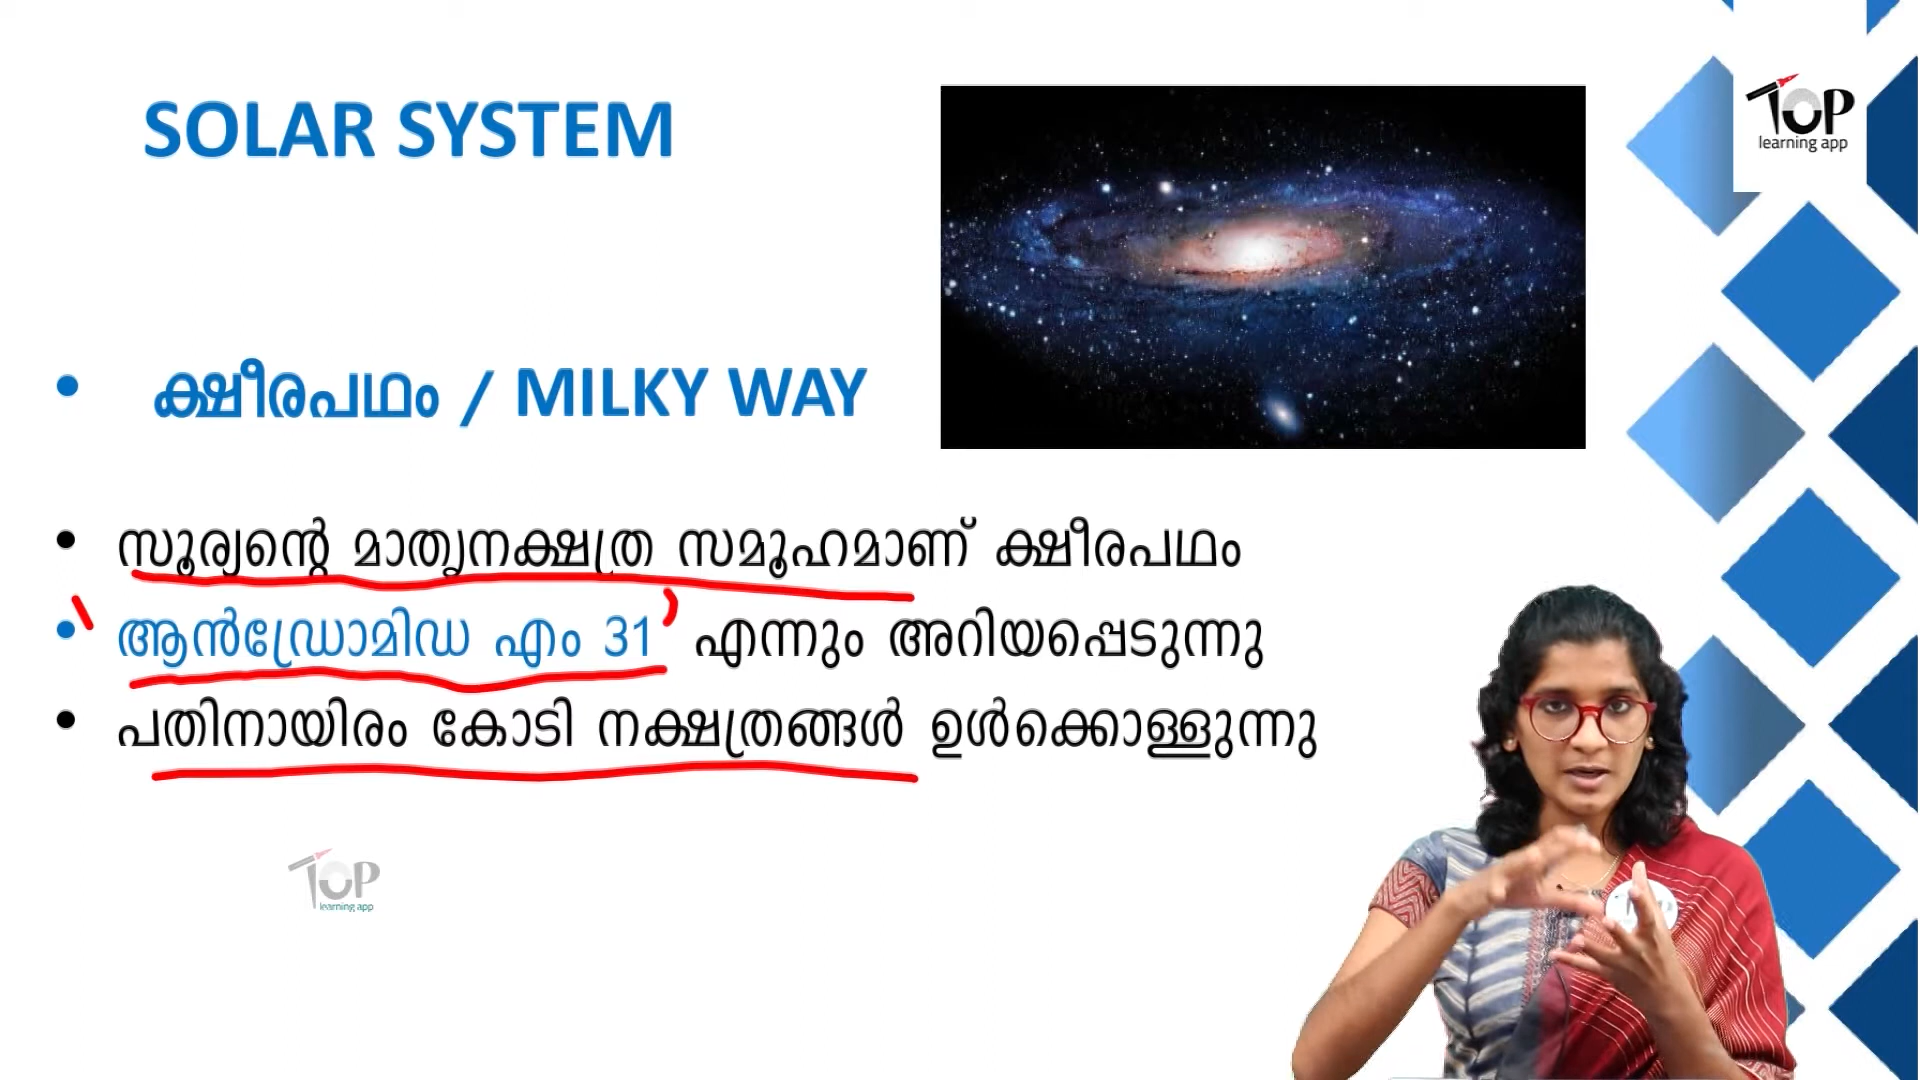 SOLAR SYSTEM
TOP
learning app
• ക്ഷീരപഥം / MILKY WAY
• സൂര്യന്റെ മാതൃനക്ഷത്ര സമൂഹമാണ് ക്ഷീരപഥം
• ആൻഡ്രോമിഡ എം 31 എന്നും അറിയപ്പെടുന്നു
• പതിനായിരം കോടി നക്ഷത്രങ്ങൾ ഉൾക്കൊള്ളുന്നു
TOP
learning app